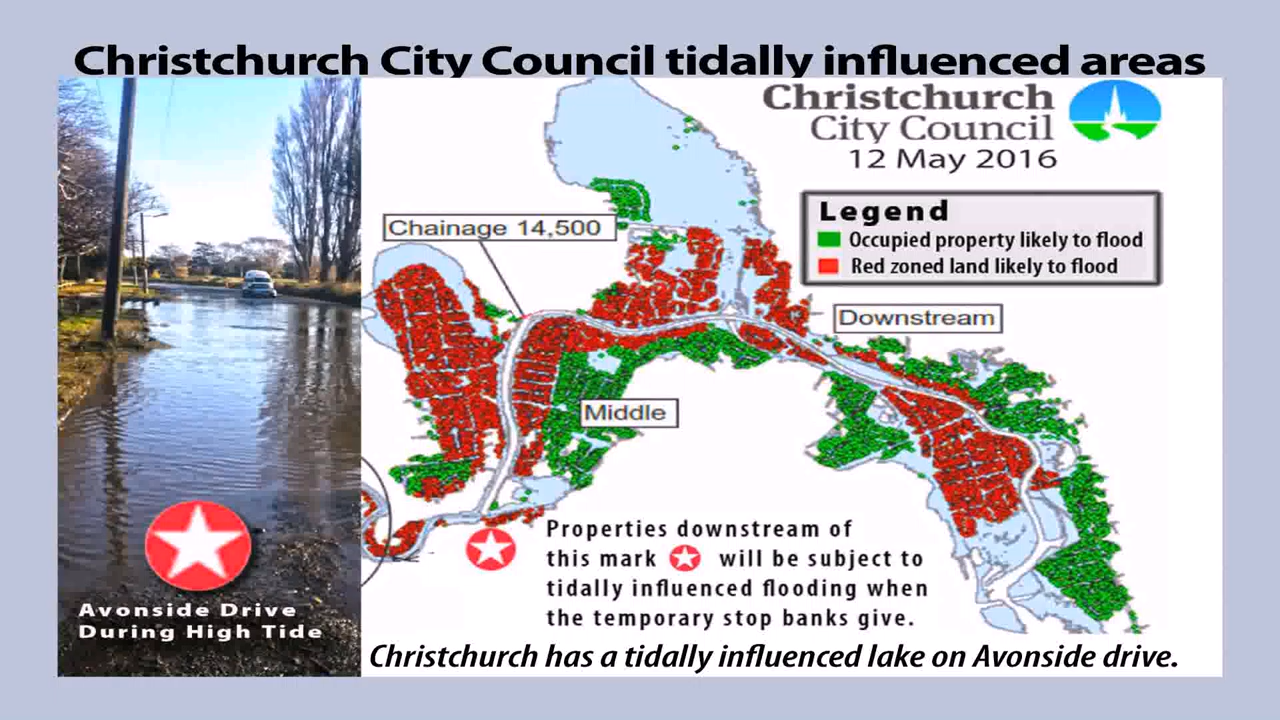 Christchurch City Council tidally influenced areas
Christchurch
City Council
12 May 2016
Legend
Occupied property likely to flood
Red zoned land likely to flood
Chainage 14,500
Downstream
Middle
Properties downstream of
this mark will be subject to
tidally influenced flooding when
the temporary stop banks give.
Avonside Drive
During High Tide
Christchurch has a tidally influenced lake on Avonside drive.